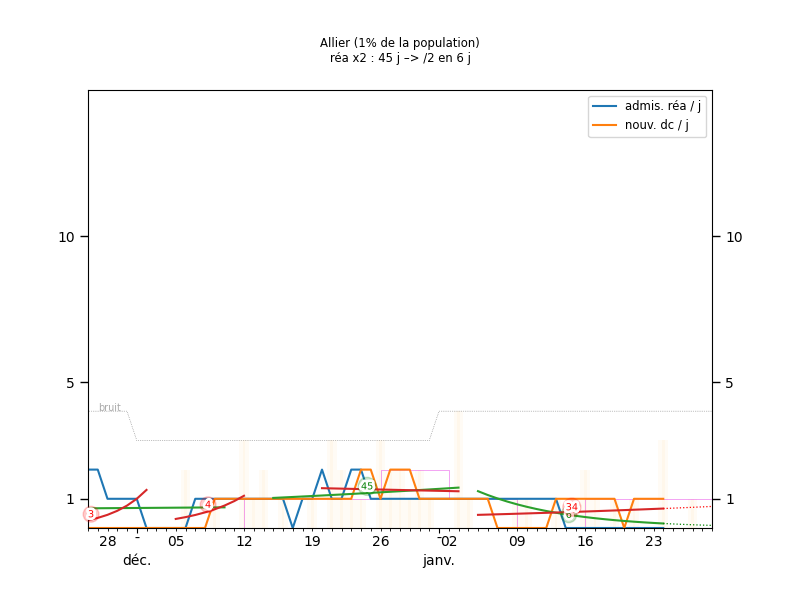 Allier (1% de la population)
réa x2 : 45 j –> /2 en 6 j
admis. réa / j
nouv. dc / j
10
10
5
5
bruit
45
1
1
3
4
34
6
28
05
12
19
26
02
09
16
23
déc.
janv.